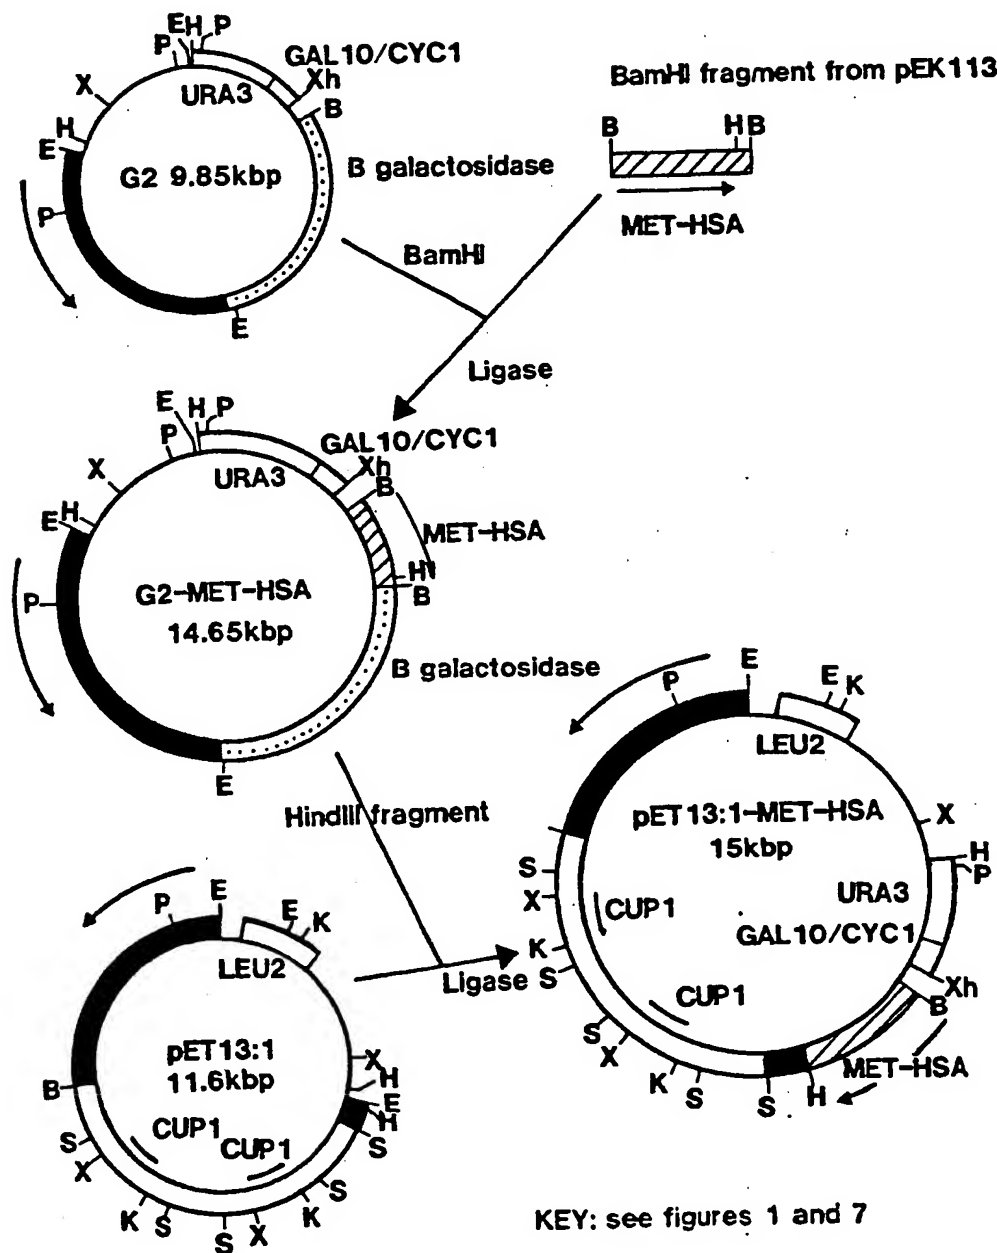 E H P
P
GAL10/CYC1
Xh
B
X
URA3
H
E
G2 9.85kbp
P
B galactosidase
E
BamHI fragment from pEK113
B H B
MET-HSA
BamHI
Ligase
E H P
P
GAL10/CYC1
Xh
B
X
URA3
E H
MET-HSA
H
B
G2-MET-HSA
14.65kbp
P
B galactosidase
E
HindIII fragment
P E
E K
LEU2
pET13:1
11.6kbp
X
H
E
H
S
B
CUP1
CUP1
S
X
K
S
S
X
K
S
Ligase
P E
E K
LEU2
pET13:1-MET-HSA
15kbp
X
H
P
URA3
GAL10/CYC1
Xh
B
MET-HSA
S
X
CUP1
K
S
CUP1
S
X
K
S
S
H
KEY: see figures 1 and 7